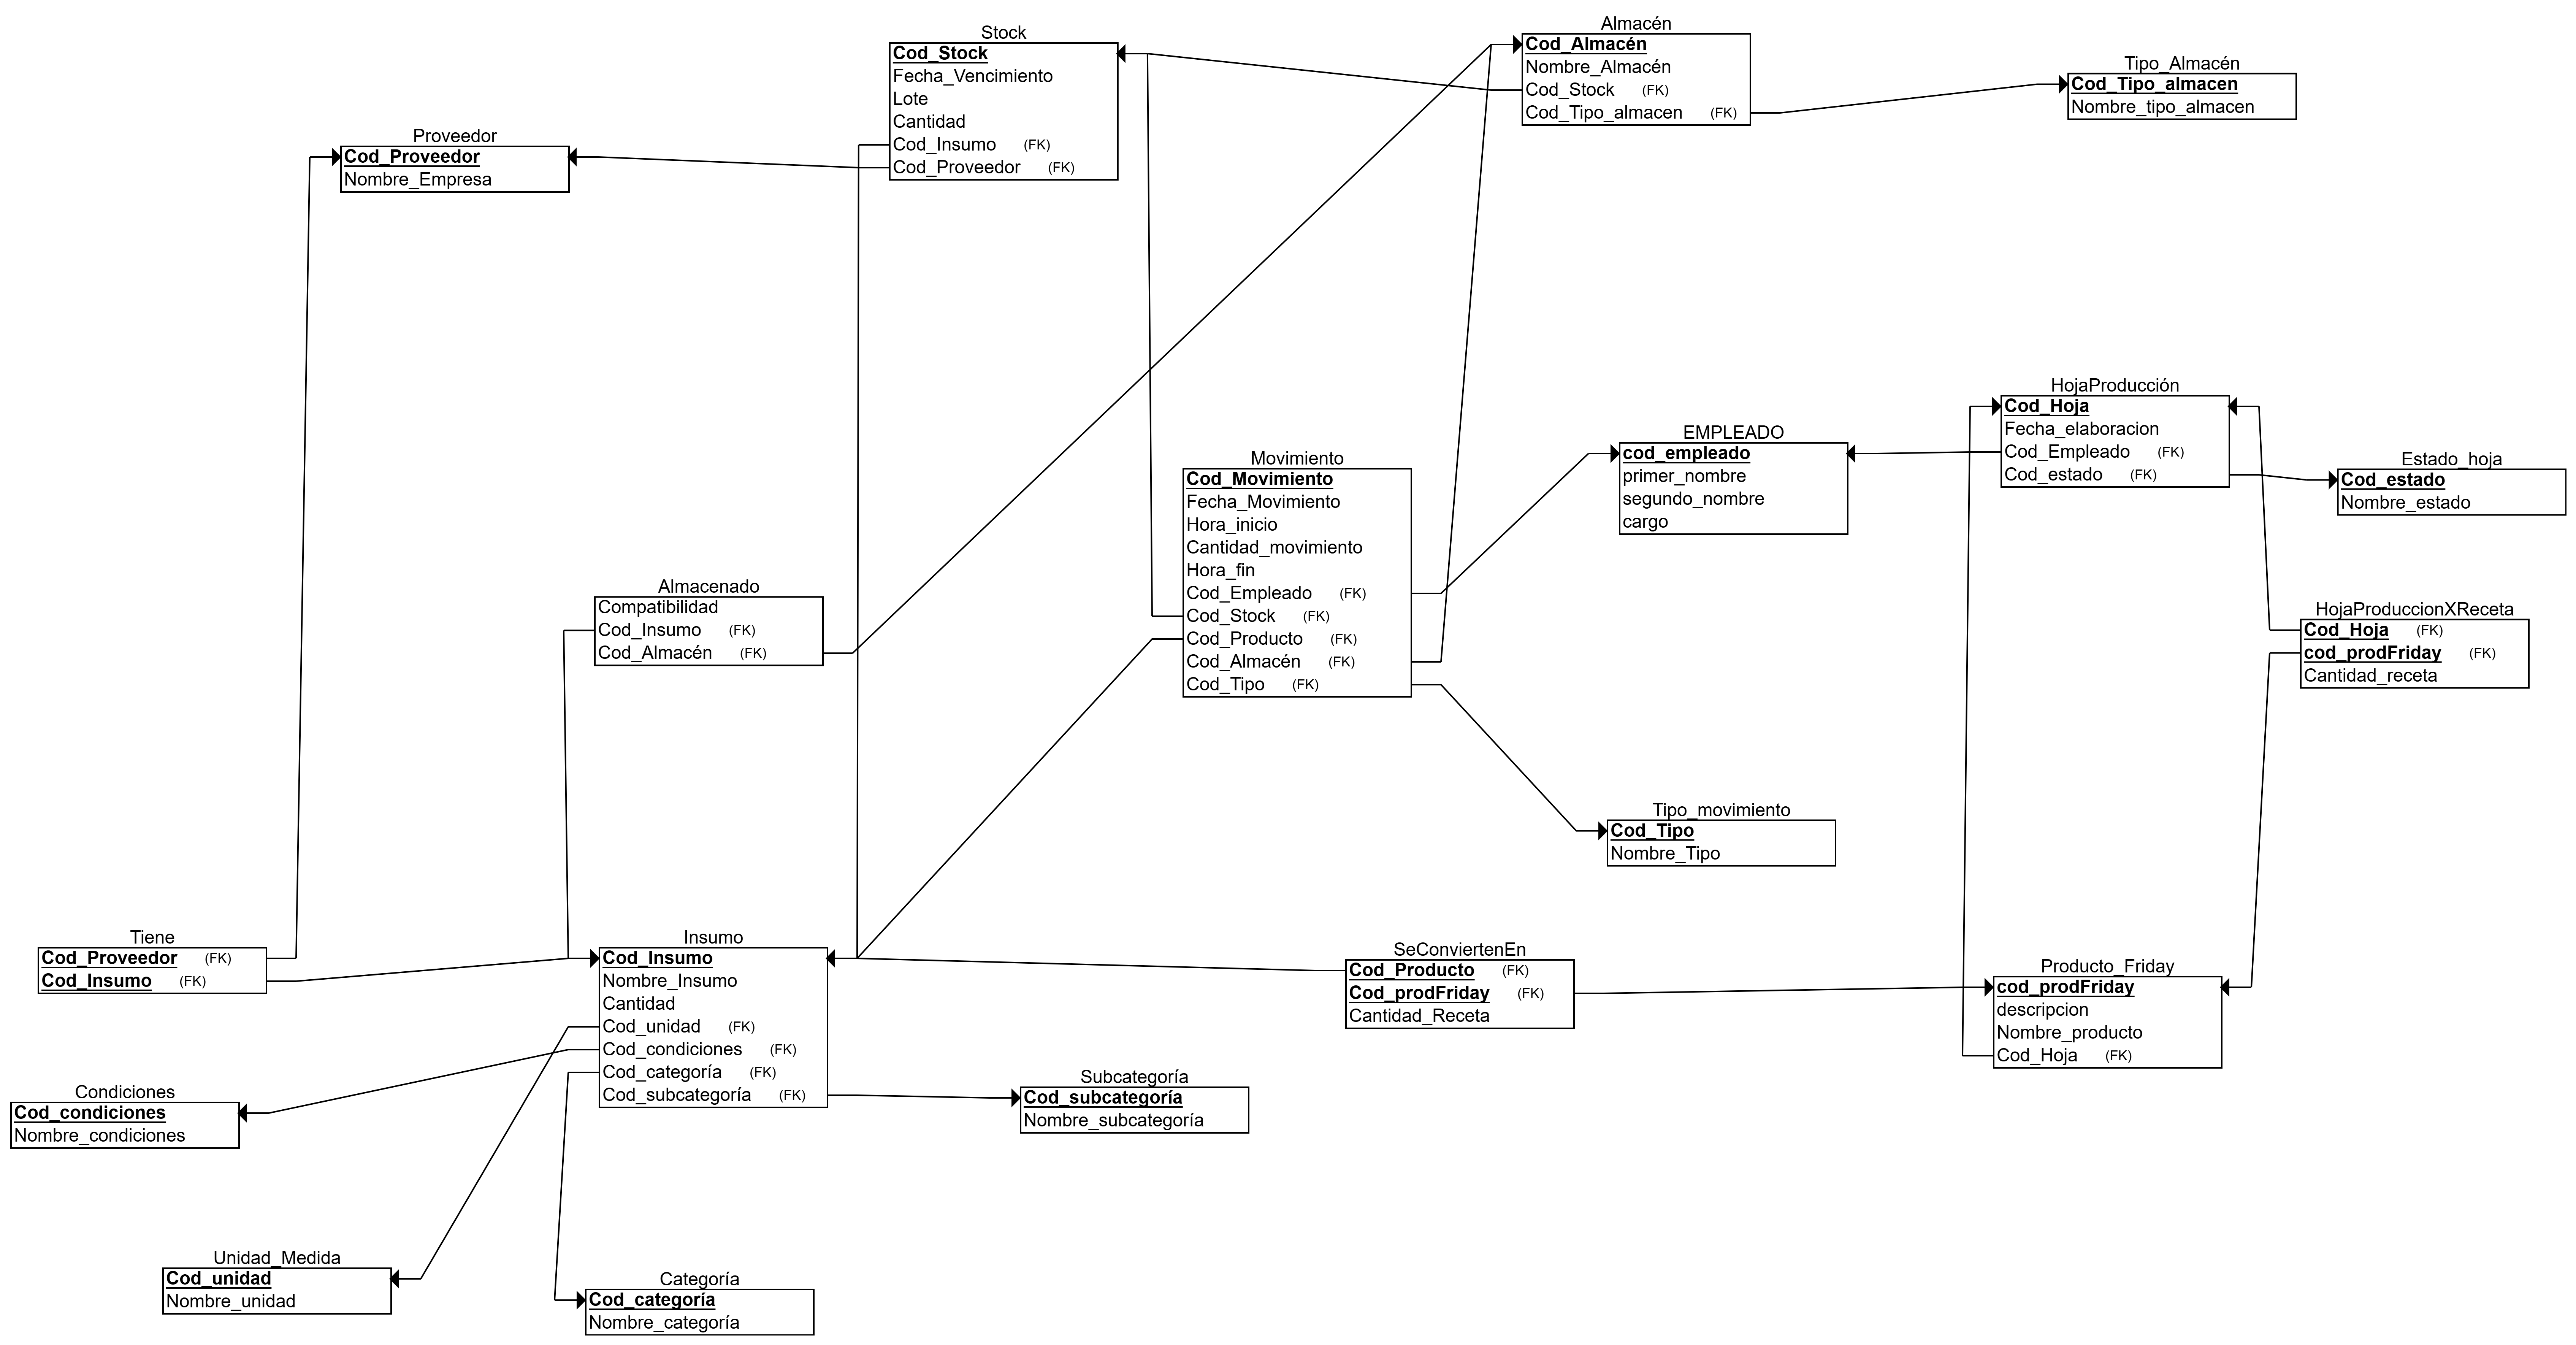 Stock
Cod_Stock
Fecha_Vencimiento
Lote
Cantidad
Cod_Insumo (FK)
Cod_Proveedor (FK)
Almacén
Cod_Almacén
Nombre_Almacén
Cod_Stock (FK)
Cod_Tipo_almacen (FK)
Tipo_Almacén
Cod_Tipo_almacen
Nombre_tipo_almacen
Proveedor
Cod_Proveedor
Nombre_Empresa
HojaProducción
Cod_Hoja
Fecha_elaboracion
Cod_Empleado (FK)
Cod_estado (FK)
EMPLEADO
cod_empleado
primer_nombre
segundo_nombre
cargo
Movimiento
Cod_Movimiento
Fecha_Movimiento
Hora_inicio
Cantidad_movimiento
Hora_fin
Cod_Empleado (FK)
Cod_Stock (FK)
Cod_Producto (FK)
Cod_Almacén (FK)
Cod_Tipo (FK)
Estado_hoja
Cod_estado
Nombre_estado
Almacenado
Compatibilidad
Cod_Insumo (FK)
Cod_Almacén (FK)
HojaProduccionXReceta
Cod_Hoja (FK)
cod_prodFriday (FK)
Cantidad_receta
Tipo_movimiento
Cod_Tipo
Nombre_Tipo
Tiene
Cod_Proveedor (FK)
Cod_Insumo (FK)
Insumo
Cod_Insumo
Nombre_Insumo
Cantidad
Cod_unidad (FK)
Cod_condiciones (FK)
Cod_categoría (FK)
Cod_subcategoría (FK)
SeConviertenEn
Cod_Producto (FK)
Cod_prodFriday (FK)
Cantidad_Receta
Producto_Friday
cod_prodFriday
descripcion
Nombre_producto
Cod_Hoja (FK)
Condiciones
Cod_condiciones
Nombre_condiciones
Subcategoría
Cod_subcategoría
Nombre_subcategoría
Unidad_Medida
Cod_unidad
Nombre_unidad
Categoría
Cod_categoría
Nombre_categoría